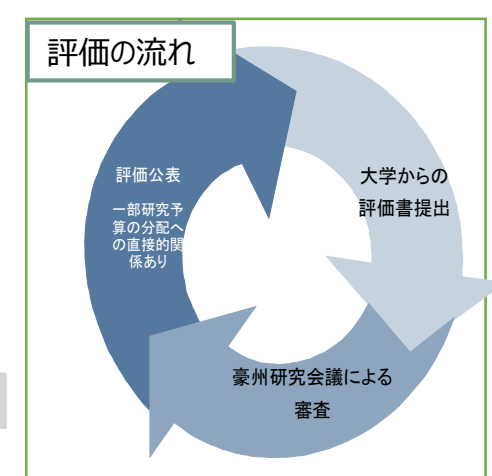 評価の流れ
大学からの
評価書提出
豪州研究会議による
審査
評価公表
一部研究予
算の分配へ
の直接的関
係あり